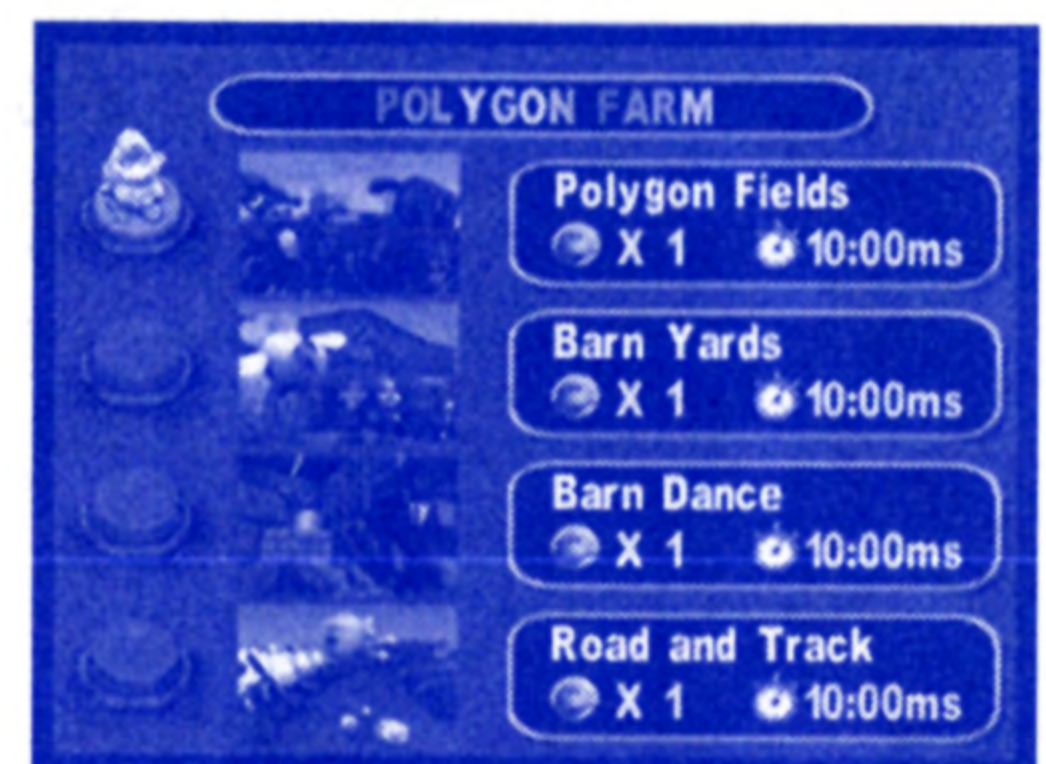 POLYGON FARM
Polygon Fields
X 1 10:00ms
Barn Yards
X 1 10:00ms
Barn Dance
X 1 10:00ms
Road and Track
X 1 10:00ms